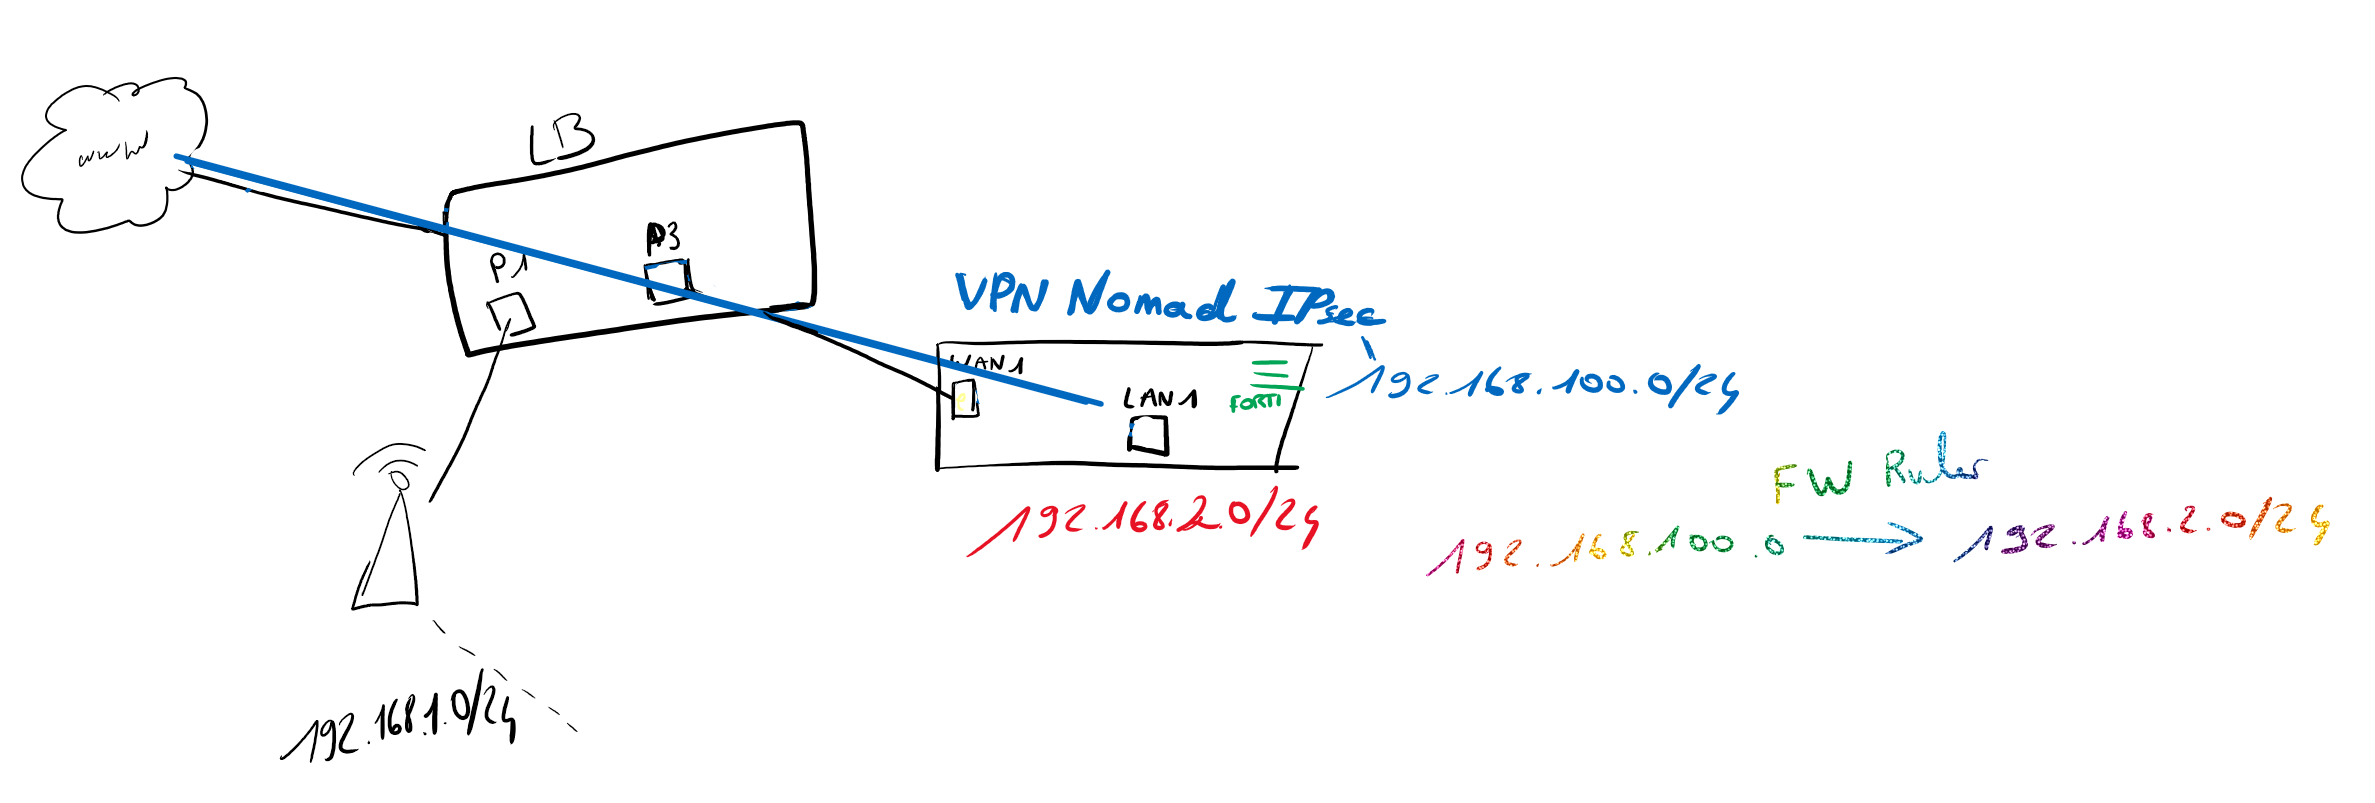 www
LB
P1
P3
VPN Nomad IPsec
192.168.100.0/24
WAN1
LAN1
FORTI
192.168.2.0/24
FW Rules
192.168.100.0 → 192.168.2.0/24
192.168.1.0/24